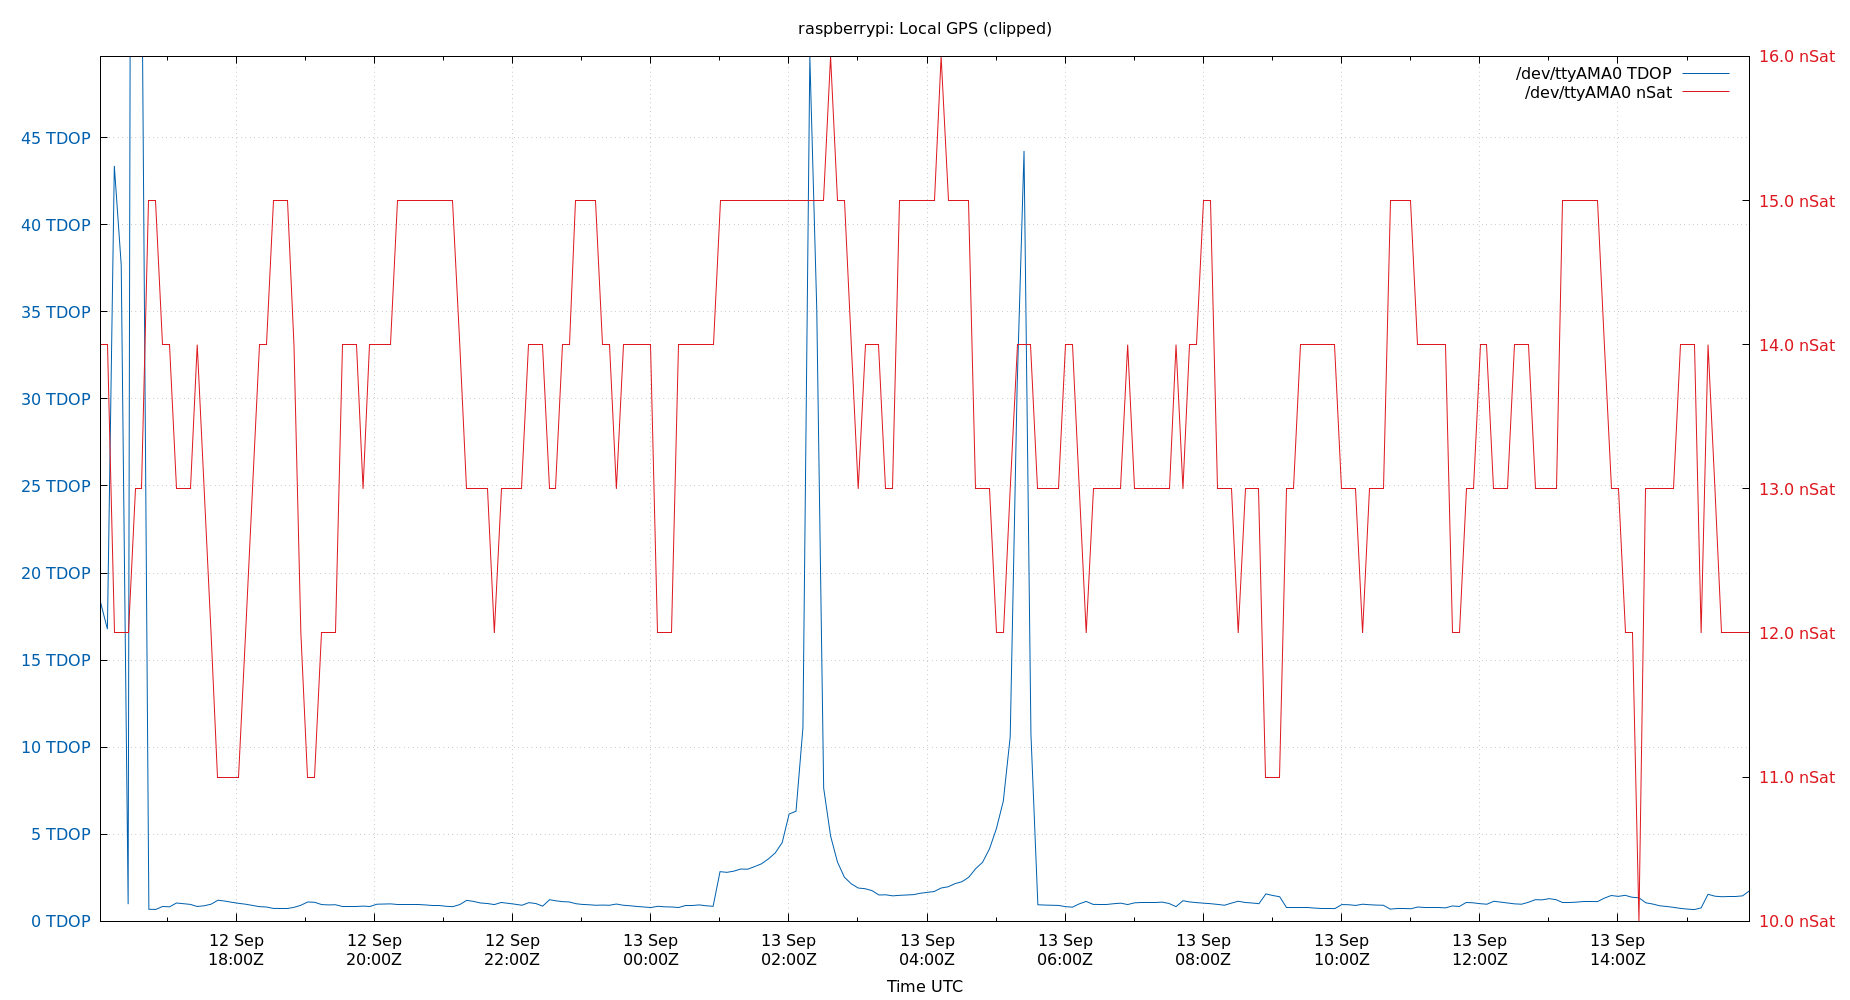 raspberrypi: Local GPS (clipped)
/dev/ttyAMA0 TDOP
/dev/ttyAMA0 nSat
45 TDOP
40 TDOP
35 TDOP
30 TDOP
25 TDOP
20 TDOP
15 TDOP
10 TDOP
5 TDOP
0 TDOP
16.0 nSat
15.0 nSat
14.0 nSat
13.0 nSat
12.0 nSat
11.0 nSat
10.0 nSat
12 Sep
18:00Z
12 Sep
20:00Z
12 Sep
22:00Z
13 Sep
00:00Z
13 Sep
02:00Z
13 Sep
04:00Z
13 Sep
06:00Z
13 Sep
08:00Z
13 Sep
10:00Z
13 Sep
12:00Z
13 Sep
14:00Z
Time UTC